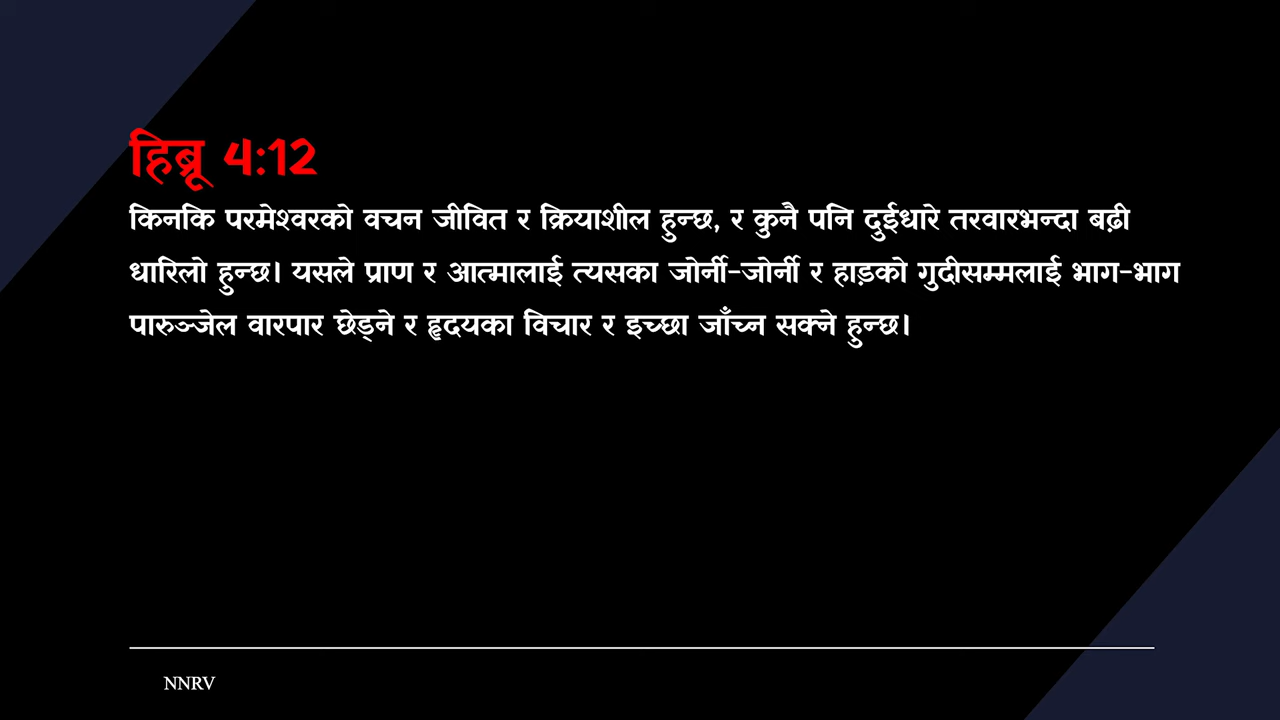 हिब्रू 4:12
किनकि परमेश्वरको वचन जीवित र क्रियाशील हुन्छ, र कुनै पनि दुईधारे तरवारभन्दा बढ़ी
धारिलो हुन्छ। यसले प्राण र आत्मालाई त्यसका जोर्नी-जोर्नी र हाड़को गुदीसम्मलाई भाग-भाग
पारुञ्जेल वारपार छेड्ने र हृदयका विचार र इच्छा जाँच्न सक्ने हुन्छ।
NNRV